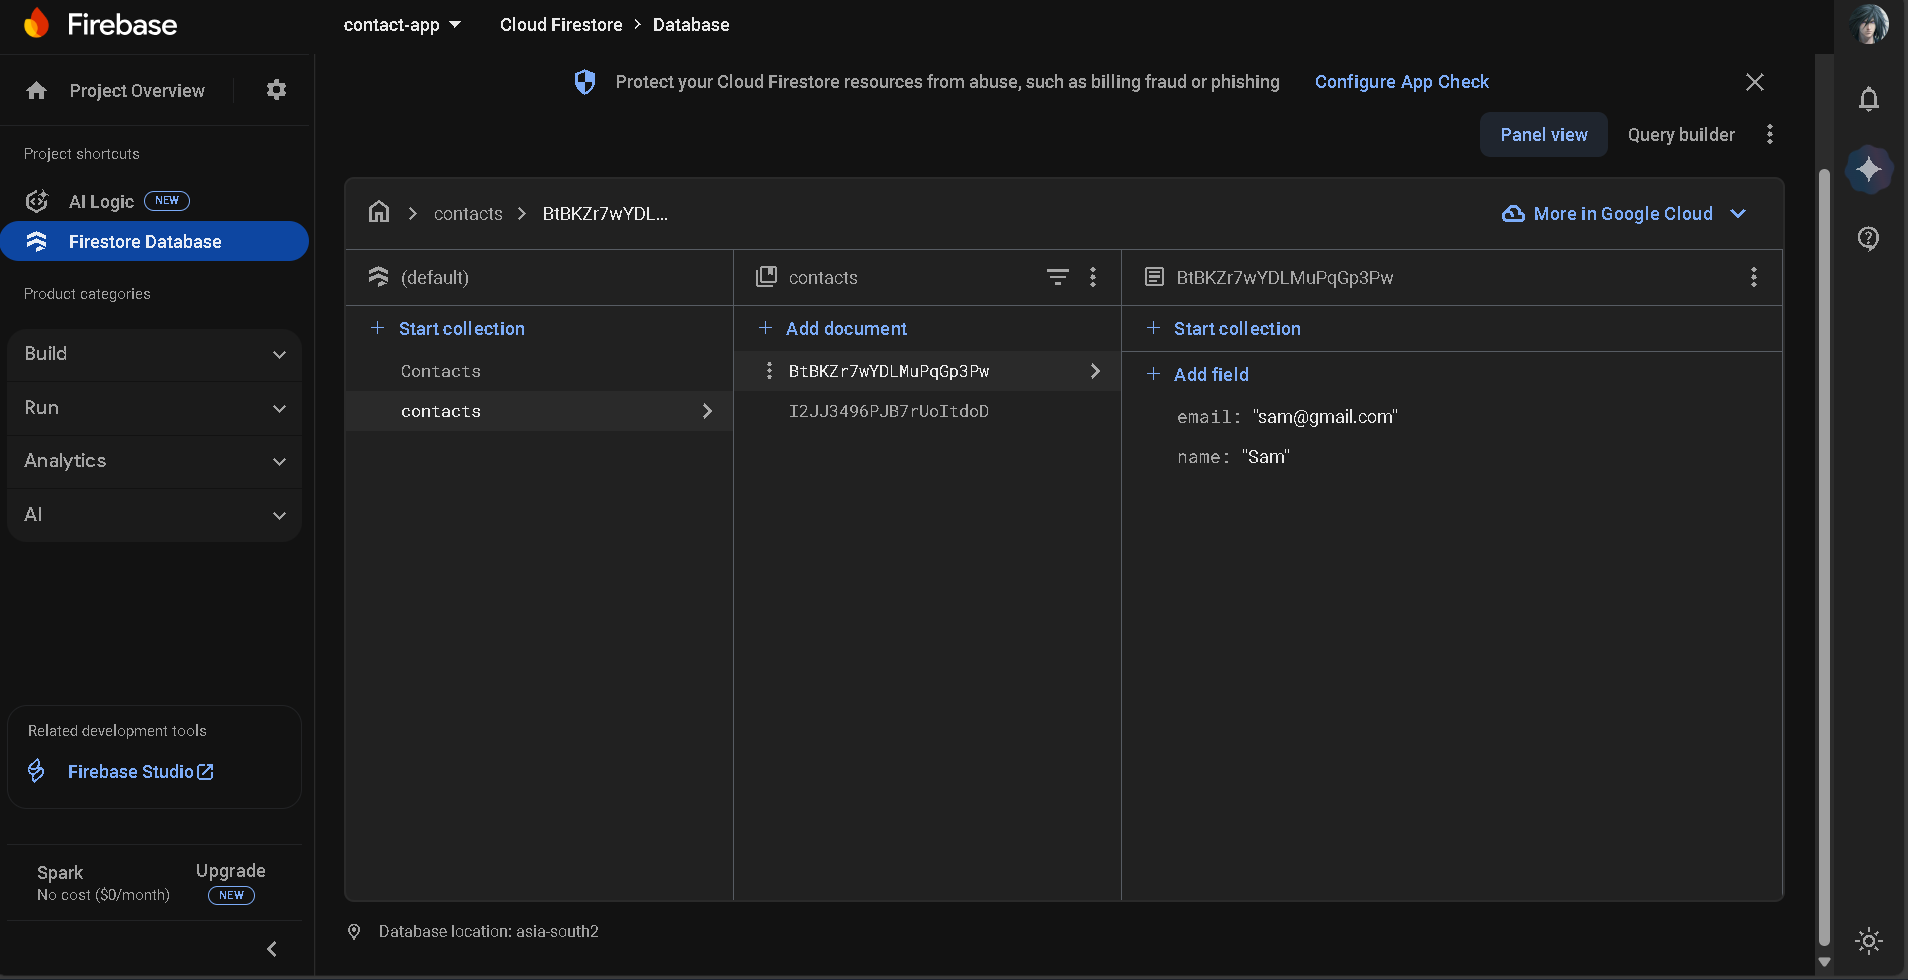 Firebase
contact-app
Cloud Firestore > Database
Project Overview
Protect your Cloud Firestore resources from abuse, such as billing fraud or phishing
Configure App Check
Panel view
Query builder
Project shortcuts
AI Logic NEW
Firestore Database
Product categories
Build
Run
Analytics
AI
Related development tools
Firebase Studio
Spark
No cost ($0/month)
Upgrade
NEW
contacts > BtBKZr7wYDL...
More in Google Cloud
(default)
Start collection
Contacts
contacts
contacts
Add document
BtBKZr7wYDLMuPqGp3Pw
I2JJ3496PJB7rUoItdoD
BtBKZr7wYDLMuPqGp3Pw
Start collection
Add field
email: "sam@gmail.com"
name: "Sam"
Database location: asia-south2